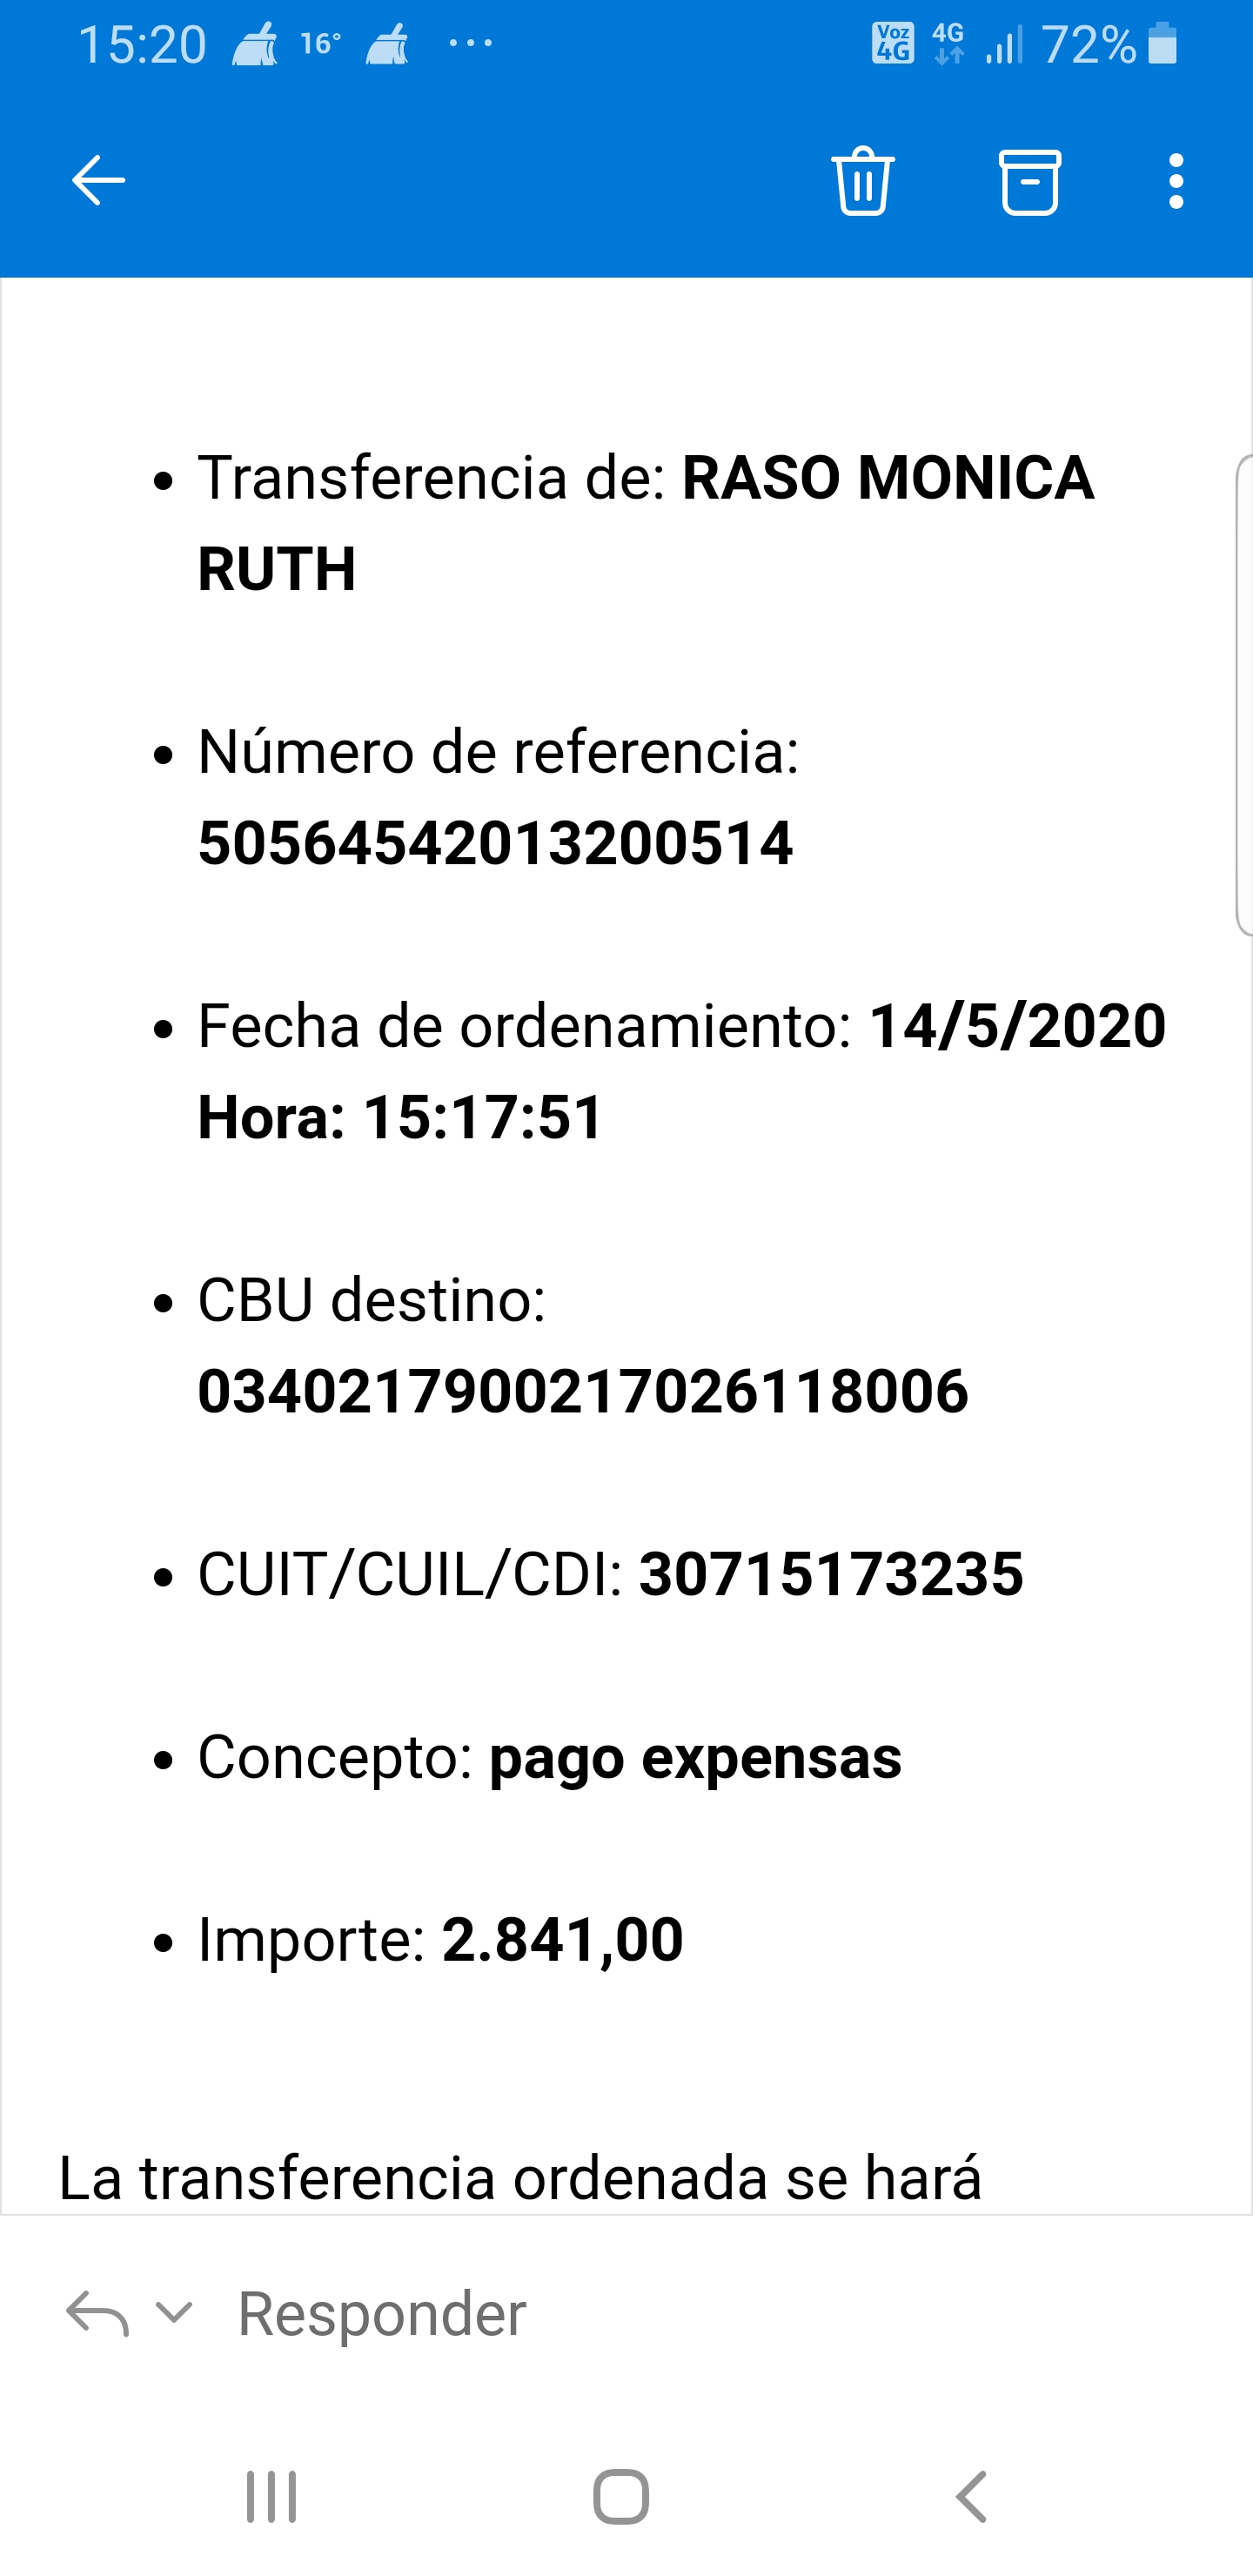 15:20 16° ... Voz 4G 4G 72%
• Transferencia de: RASO MONICA
RUTH
• Número de referencia:
50564542013200514
• Fecha de ordenamiento: 14/5/2020
Hora: 15:17:51
• CBU destino:
0340217900217026118006
• CUIT/CUIL/CDI: 30715173235
• Concepto: pago expensas
• Importe: 2.841,00
La transferencia ordenada se hará
Responder